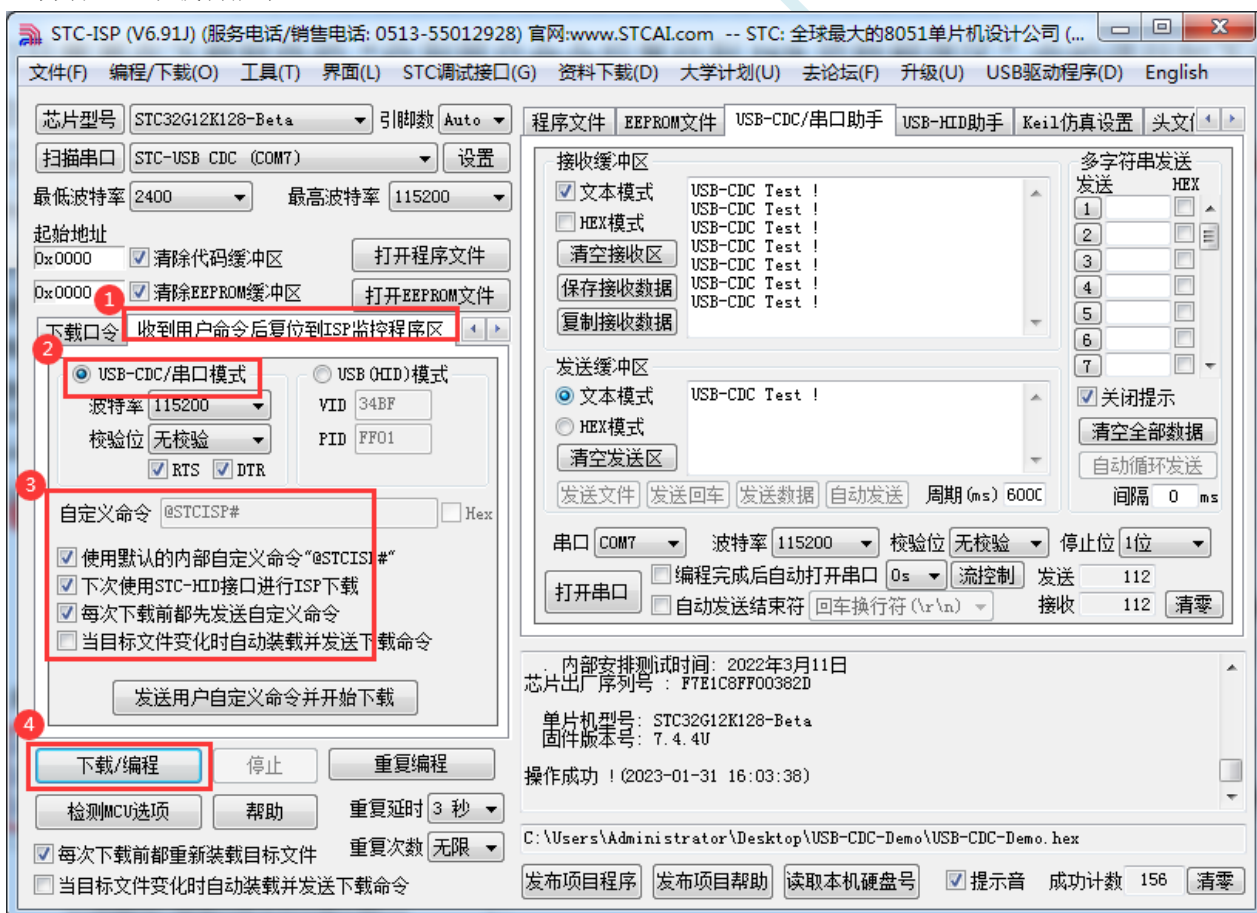 STC-ISP (V6.91J) (服务电话/销售电话: 0513-55012928) 官网:www.STCAI.com -- STC: 全球最大的8051单片机设计公司 (...
文件(F) 编程/下载(O) 工具(T) 界面(L) STC调试接口(G) 资料下载(D) 大学计划(U) 去论坛(F) 升级(U) USB驱动程序(D) English
芯片型号 STC32G12K128-Beta 引脚数 Auto
扫描串口 STC-USB CDC (COM7) 设置
最低波特率 2400 最高波特率 115200
起始地址
0x0000 清除代码缓冲区 打开程序文件
0x0000 清除EEPROM缓冲区 打开EEPROM文件
1
下载口令 收到用户命令后复位到ISP监控程序区
2
USB-CDC/串口模式 USB(HID)模式
波特率 115200 VID 34BF
校验位 无校验 PID FF01
RTS DTR
3
自定义命令 @STCISP# Hex
使用默认的内部自定义命令"@STCISP#"
下次使用STC-HID接口进行ISP下载
每次下载前都先发送自定义命令
当目标文件变化时自动装载并发送下载命令
发送用户自定义命令并开始下载
4
下载/编程 停止 重复编程
检测MCU选项 帮助 重复延时 3 秒
每次下载前都重新装载目标文件 重复次数 无限
当目标文件变化时自动装载并发送下载命令
程序文件 EEPROM文件 USB-CDC/串口助手 USB-HID助手 Keil仿真设置 头文件
接收缓冲区
文本模式
HEX模式
清空接收区
保存接收数据
复制接收数据
USB-CDC Test !
USB-CDC Test !
USB-CDC Test !
USB-CDC Test !
USB-CDC Test !
USB-CDC Test !
USB-CDC Test !
发送缓冲区
文本模式
HEX模式
清空发送区
USB-CDC Test !
发送文件 发送回车 发送数据 自动发送 周期(ms) 6000
多字符串发送
发送 HEX
1
2
3
4
5
6
7
关闭提示
清空全部数据
自动循环发送
间隔 0 ms
串口 COM7 波特率 115200 校验位 无校验 停止位 1位
打开串口 编程完成后自动打开串口 0s 流控制 发送 112
自动发送结束符 回车换行符(\r\n) 接收 112 清零
. 内部安排测试时间: 2022年3月11日
芯片出厂序列号 : F7E1C8FF00382D
单片机型号: STC32G12K128-Beta
固件版本号: 7.4.4U
操作成功 !(2023-01-31 16:03:38)
C:\Users\Administrator\Desktop\USB-CDC-Demo\USB-CDC-Demo.hex
发布项目程序 发布项目帮助 读取本机硬盘号 提示音 成功计数 156 清零